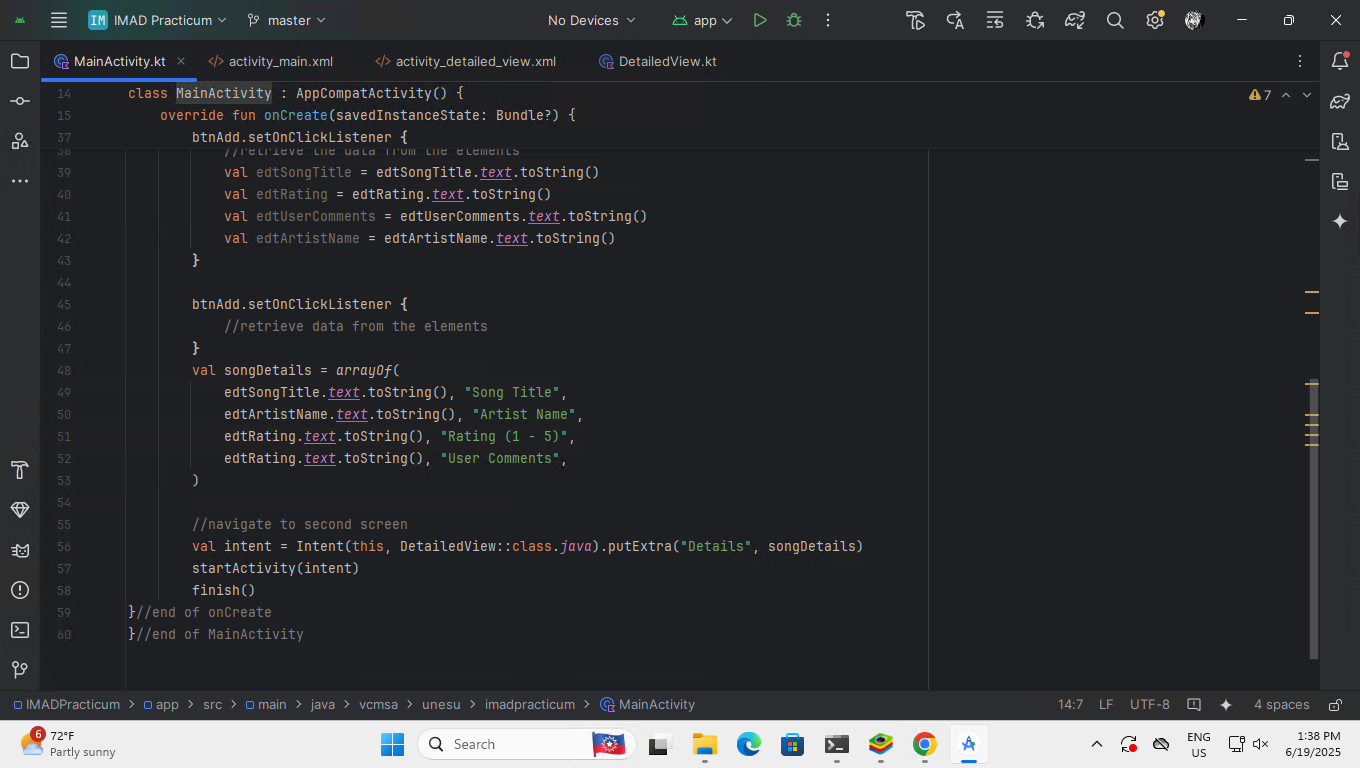 IM IMAD Practicum master No Devices app
MainActivity.kt activity_main.xml activity_detailed_view.xml DetailedView.kt
14 class MainActivity : AppCompatActivity() {
15 override fun onCreate(savedInstanceState: Bundle?) {
37 btnAdd.setOnClickListener {
38 //retrieve the data from the elements
39 val edtSongTitle = edtSongTitle.text.toString()
40 val edtRating = edtRating.text.toString()
41 val edtUserComments = edtUserComments.text.toString()
42 val edtArtistName = edtArtistName.text.toString()
43 }
44
45 btnAdd.setOnClickListener {
46 //retrieve data from the elements
47 }
48 val songDetails = arrayOf(
49 edtSongTitle.text.toString(), "Song Title",
50 edtArtistName.text.toString(), "Artist Name",
51 edtRating.text.toString(), "Rating (1 - 5)",
52 edtRating.text.toString(), "User Comments",
53 )
54
55 //navigate to second screen
56 val intent = Intent(this, DetailedView::class.java).putExtra("Details", songDetails)
57 startActivity(intent)
58 finish()
59 }//end of onCreate
60 }//end of MainActivity
7
IMADPracticum > app > src > main > java > vcmsa > unesu > imadpracticum > MainActivity 14:7 LF UTF-8 4 spaces
6 72°F
Partly sunny
Search
ENG
US
1:38 PM
6/19/2025